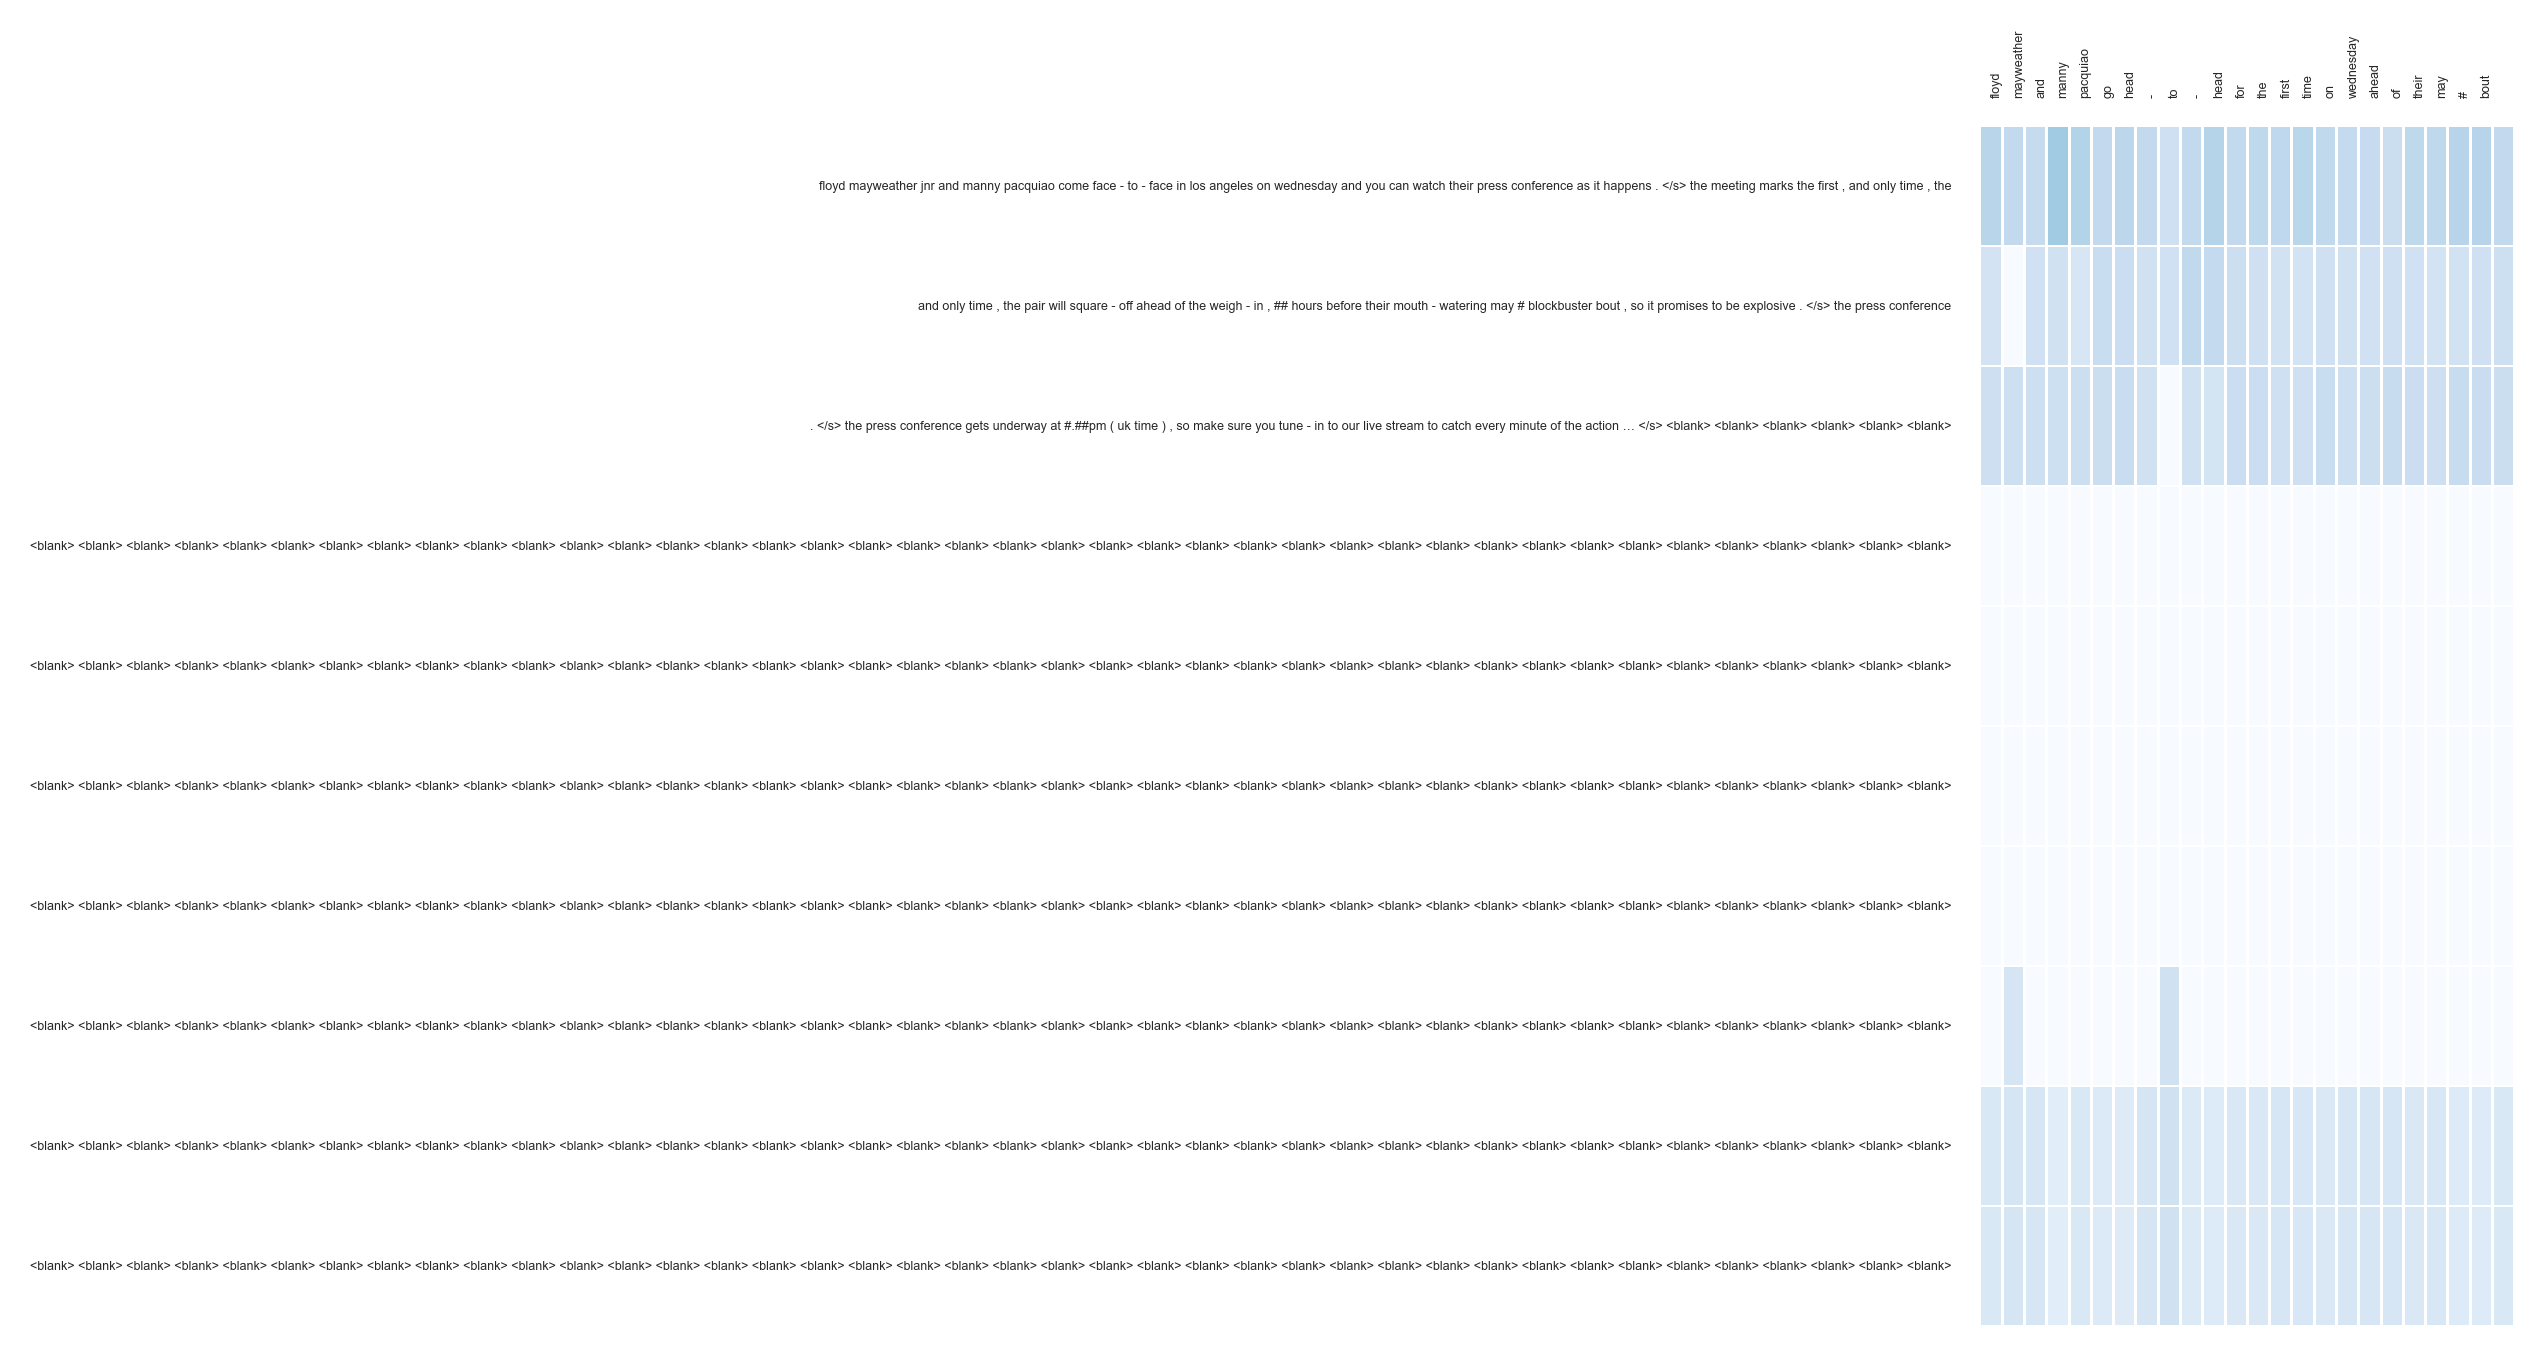 floyd mayweather and manny pacquiao go head - to - head for the first time on wednesday ahead of their may # bout
floyd mayweather jnr and manny pacquiao come face - to - face in los angeles on wednesday and you can watch their press conference as it happens . </s> the meeting marks the first , and only time , the
and only time , the pair will square - off ahead of the weigh - in , ## hours before their mouth - watering may # blockbuster bout , so it promises to be explosive . </s> the press conference
. </s> the press conference gets underway at #.##pm ( uk time ) , so make sure you tune - in to our live stream to catch every minute of the action … </s> <blank> <blank> <blank> <blank> <blank> <blank>
<blank> <blank> <blank> <blank> <blank> <blank> <blank> <blank> <blank> <blank> <blank> <blank> <blank> <blank> <blank> <blank> <blank> <blank> <blank> <blank> <blank> <blank> <blank> <blank> <blank> <blank> <blank> <blank> <blank> <blank> <blank> <blank> <blank> <blank> <blank> <blank> <blank> <blank> <blank> <blank>
<blank> <blank> <blank> <blank> <blank> <blank> <blank> <blank> <blank> <blank> <blank> <blank> <blank> <blank> <blank> <blank> <blank> <blank> <blank> <blank> <blank> <blank> <blank> <blank> <blank> <blank> <blank> <blank> <blank> <blank> <blank> <blank> <blank> <blank> <blank> <blank> <blank> <blank> <blank> <blank>
<blank> <blank> <blank> <blank> <blank> <blank> <blank> <blank> <blank> <blank> <blank> <blank> <blank> <blank> <blank> <blank> <blank> <blank> <blank> <blank> <blank> <blank> <blank> <blank> <blank> <blank> <blank> <blank> <blank> <blank> <blank> <blank> <blank> <blank> <blank> <blank> <blank> <blank> <blank> <blank>
<blank> <blank> <blank> <blank> <blank> <blank> <blank> <blank> <blank> <blank> <blank> <blank> <blank> <blank> <blank> <blank> <blank> <blank> <blank> <blank> <blank> <blank> <blank> <blank> <blank> <blank> <blank> <blank> <blank> <blank> <blank> <blank> <blank> <blank> <blank> <blank> <blank> <blank> <blank> <blank>
<blank> <blank> <blank> <blank> <blank> <blank> <blank> <blank> <blank> <blank> <blank> <blank> <blank> <blank> <blank> <blank> <blank> <blank> <blank> <blank> <blank> <blank> <blank> <blank> <blank> <blank> <blank> <blank> <blank> <blank> <blank> <blank> <blank> <blank> <blank> <blank> <blank> <blank> <blank> <blank>
<blank> <blank> <blank> <blank> <blank> <blank> <blank> <blank> <blank> <blank> <blank> <blank> <blank> <blank> <blank> <blank> <blank> <blank> <blank> <blank> <blank> <blank> <blank> <blank> <blank> <blank> <blank> <blank> <blank> <blank> <blank> <blank> <blank> <blank> <blank> <blank> <blank> <blank> <blank> <blank>
<blank> <blank> <blank> <blank> <blank> <blank> <blank> <blank> <blank> <blank> <blank> <blank> <blank> <blank> <blank> <blank> <blank> <blank> <blank> <blank> <blank> <blank> <blank> <blank> <blank> <blank> <blank> <blank> <blank> <blank> <blank> <blank> <blank> <blank> <blank> <blank> <blank> <blank> <blank> <blank>